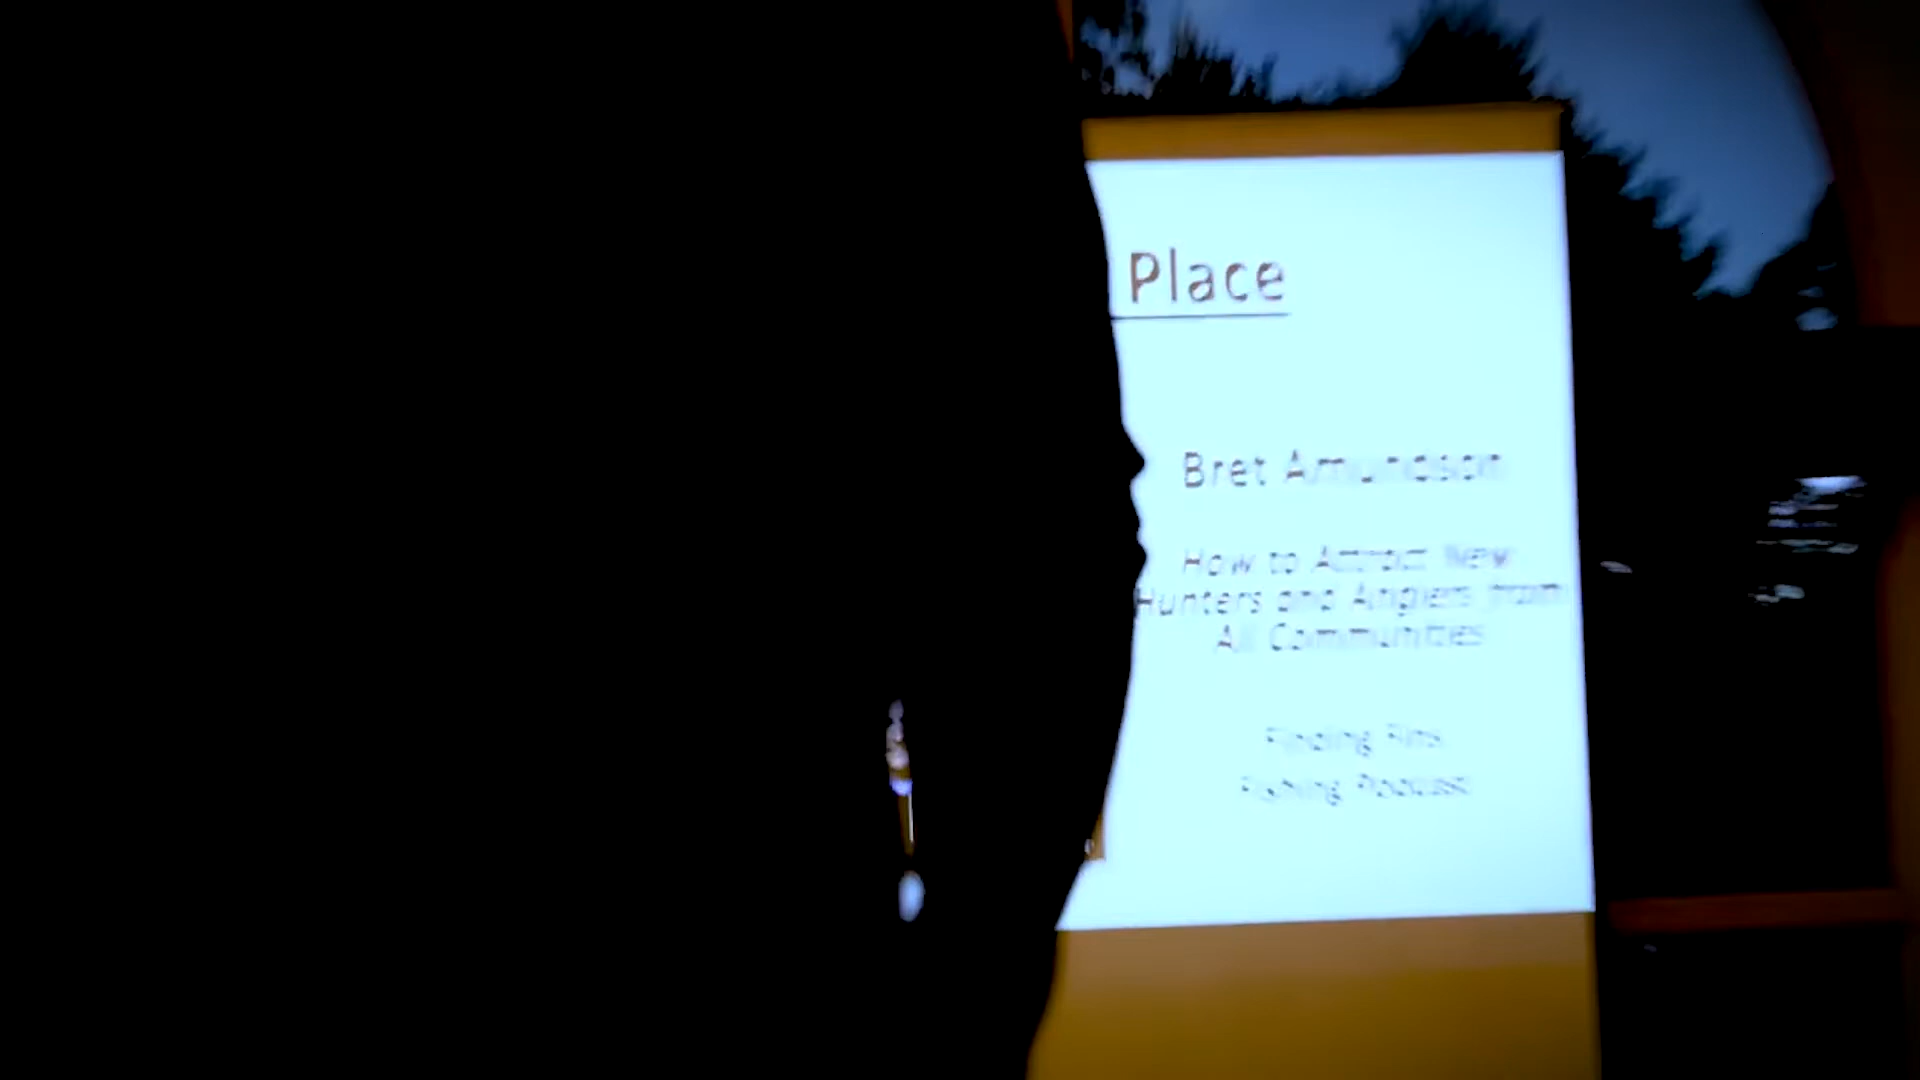 Place
Bret Amundson
How to Attract New
Hunters and Anglers from
All Communities
Finding Fins
Fishing Podcast